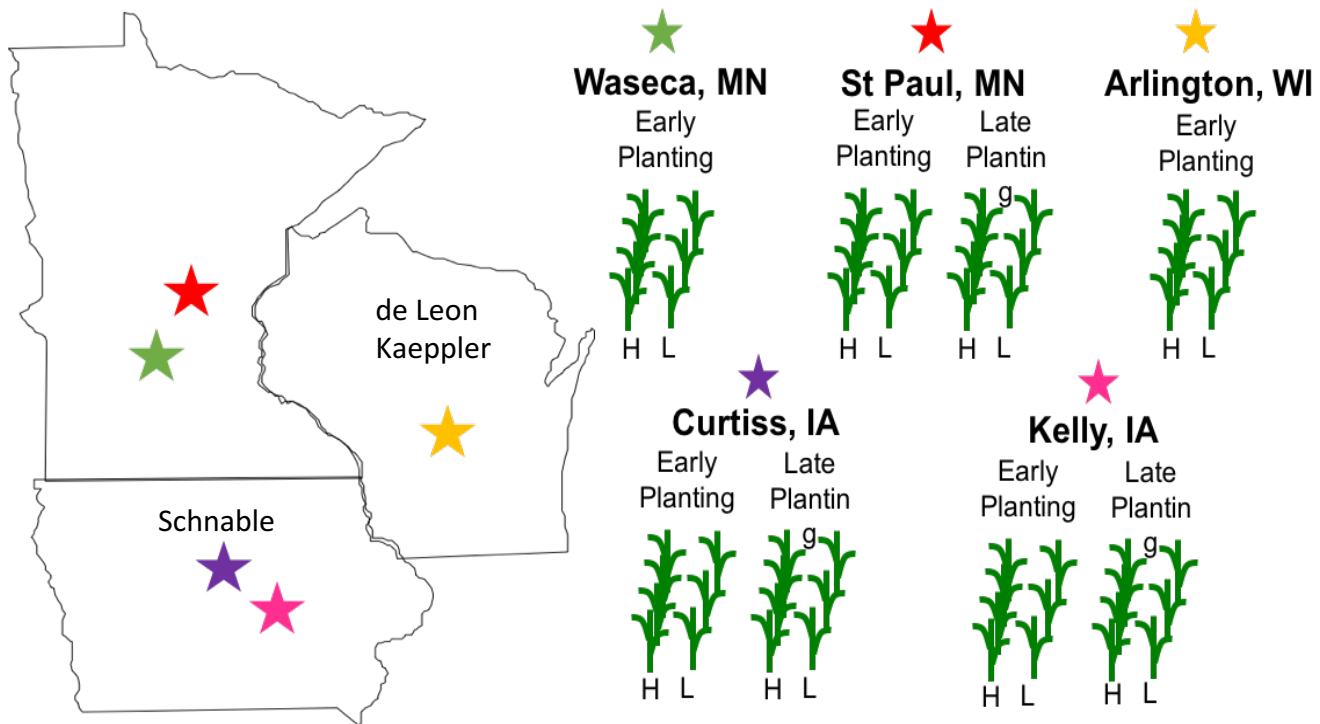 de Leon
Kaeppler
Schnable
Waseca, MN
Early
Planting
H L
St Paul, MN
Early
Planting
H L
Late
Plantin
g
H L
Arlington, WI
Early
Planting
H L
Curtiss, IA
Early
Planting
H L
Late
Plantin
g
H L
Kelly, IA
Early
Planting
H L
Late
Plantin
g
H L